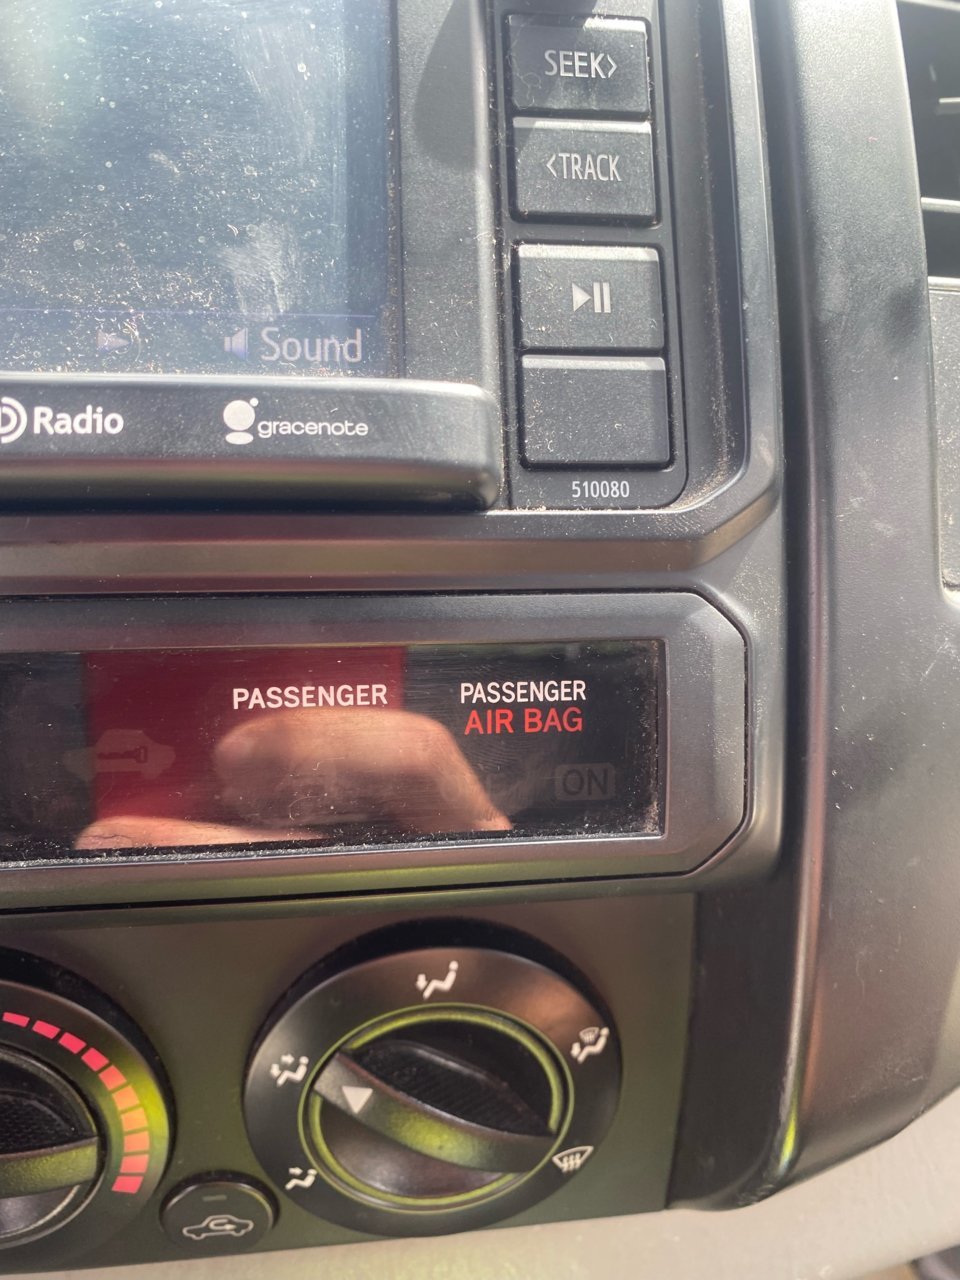 SEEK>
<TRACK
Sound
Radio
gracenote
510080
PASSENGER
PASSENGER
AIR BAG
ON